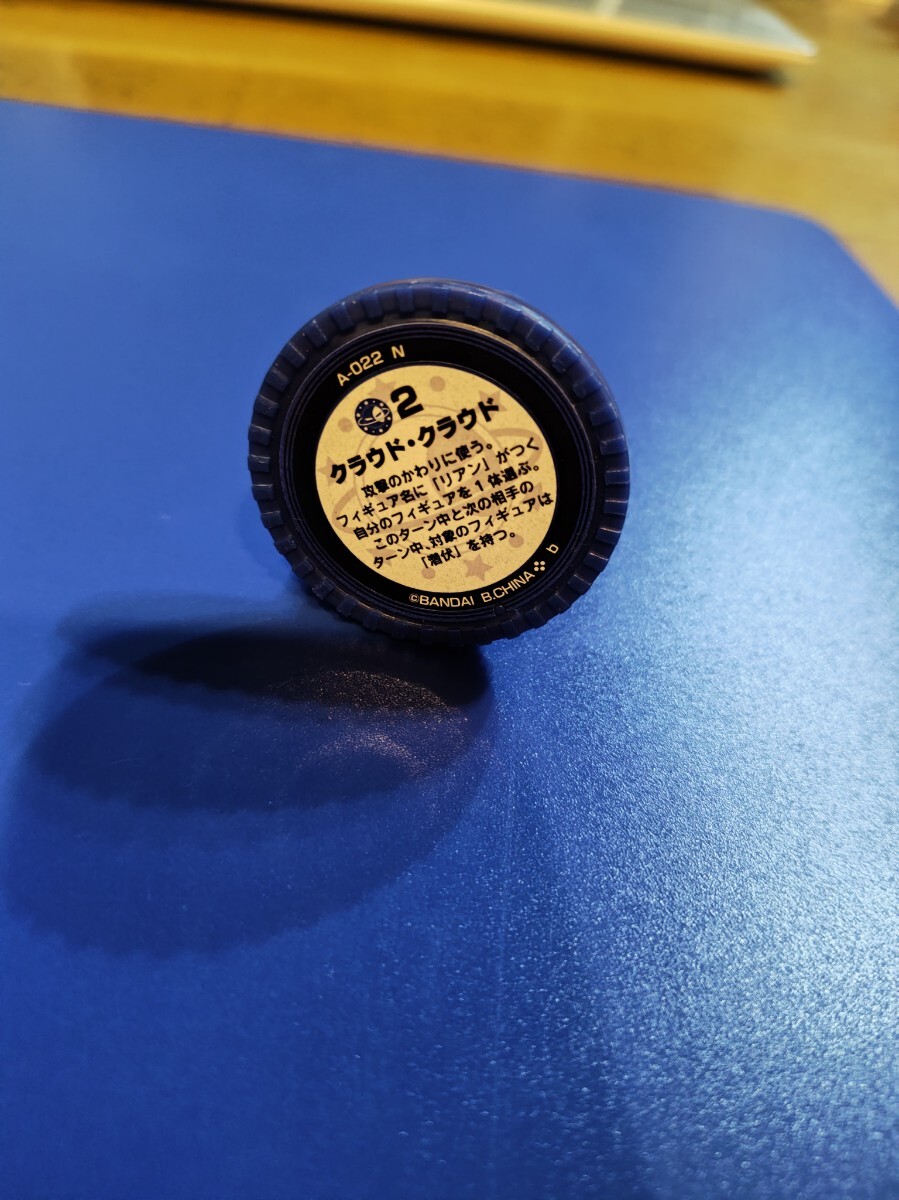 A-022 N
2
クラウド・クラウド
攻撃のかわりに使う。
フィギュア名に「リアン」がつく
自分のフィギュアを1体選ぶ。
このターン中と次の相手の
ターン中、対象のフィギュアは
「潜伏」を持つ。
©BANDAI B.CHINA b